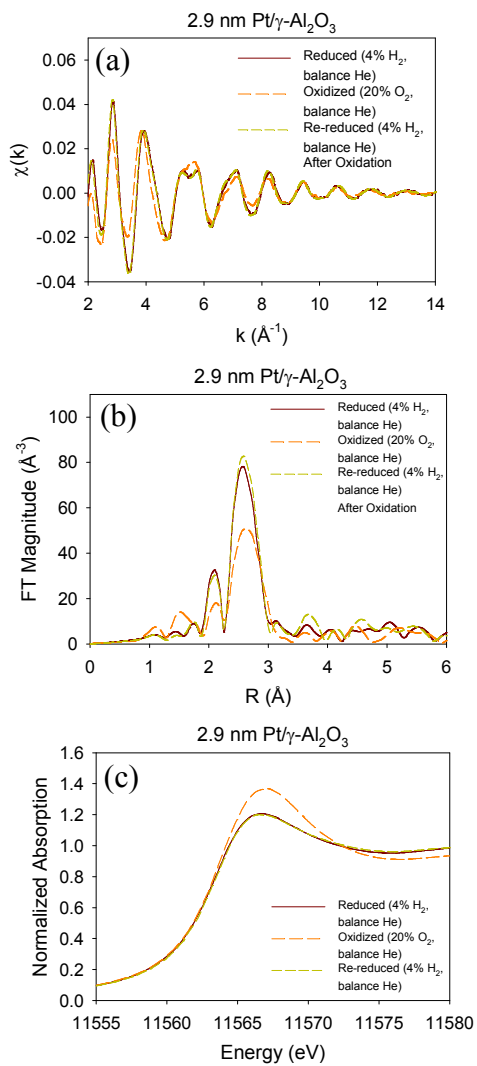 2.9 nm Pt/γ-Al₂O₃
(a)
Reduced (4% H₂,
balance He)
Oxidized (20% O₂,
balance He)
Re-reduced (4% H₂,
balance He)
After Oxidation
χ(k)
0.06
0.04
0.02
0.00
-0.02
-0.04
2 4 6 8 10 12 14
k (Å⁻¹)
2.9 nm Pt/γ-Al₂O₃
(b)
Reduced (4% H₂,
balance He)
Oxidized (20% O₂,
balance He)
Re-reduced (4% H₂,
balance He)
After Oxidation
FT Magnitude (Å⁻³)
100
80
60
40
20
0
0 1 2 3 4 5 6
R (Å)
2.9 nm Pt/γ-Al₂O₃
(c)
Normalized Absorption
1.6
1.4
1.2
1.0
0.8
0.6
0.4
0.2
0.0
Reduced (4% H₂,
balance He)
Oxidized (20% O₂,
balance He)
Re-reduced (4% H₂,
balance He)
11555 11560 11565 11570 11575 11580
Energy (eV)